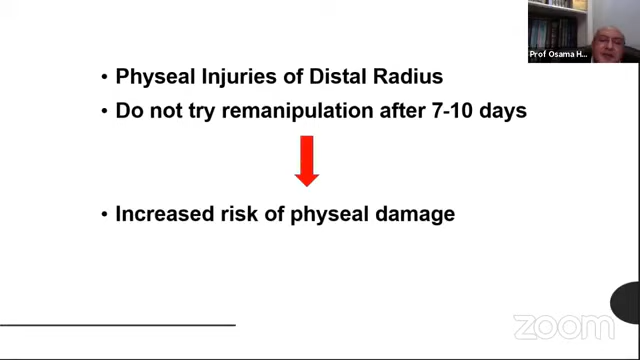 Prof Osama H...
• Physeal Injuries of Distal Radius
• Do not try remanipulation after 7-10 days
• Increased risk of physeal damage
zoom